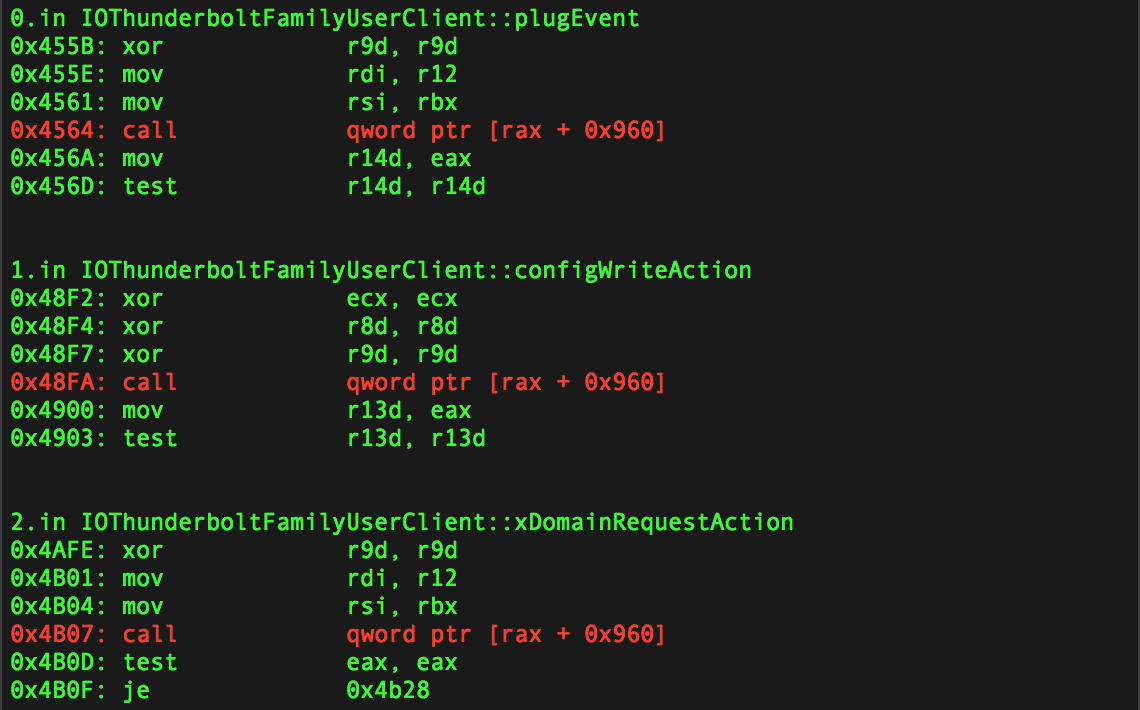 0.in IOThunderboltFamilyUserClient::plugEvent
0x455B: xor r9d, r9d
0x455E: mov rdi, r12
0x4561: mov rsi, rbx
0x4564: call qword ptr [rax + 0x960]
0x456A: mov r14d, eax
0x456D: test r14d, r14d
1.in IOThunderboltFamilyUserClient::configWriteAction
0x48F2: xor ecx, ecx
0x48F4: xor r8d, r8d
0x48F7: xor r9d, r9d
0x48FA: call qword ptr [rax + 0x960]
0x4900: mov r13d, eax
0x4903: test r13d, r13d
2.in IOThunderboltFamilyUserClient::xDomainRequestAction
0x4AFE: xor r9d, r9d
0x4B01: mov rdi, r12
0x4B04: mov rsi, rbx
0x4B07: call qword ptr [rax + 0x960]
0x4B0D: test eax, eax
0x4B0F: je 0x4b28